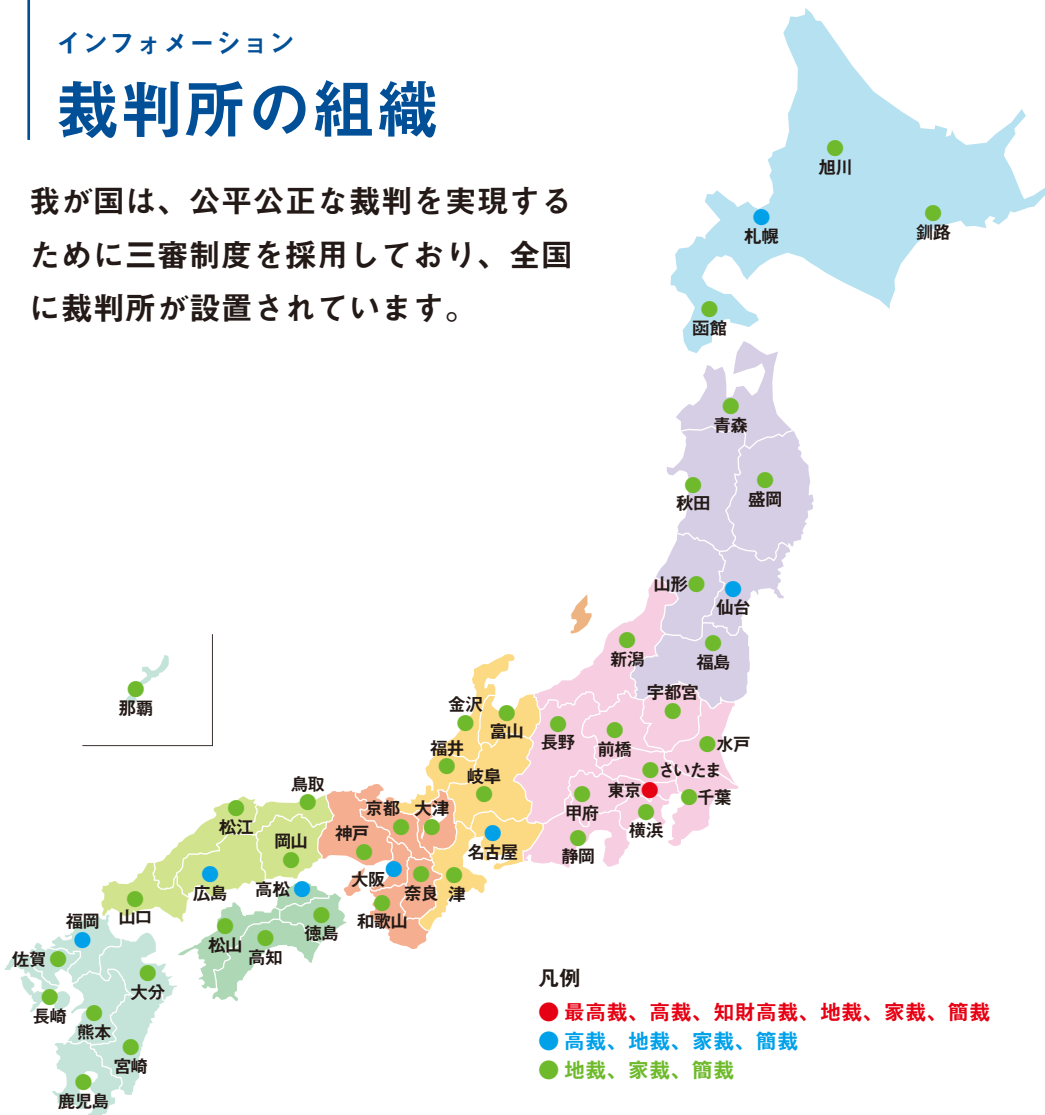 インフォメーション
裁判所の組織
我が国は、公平公正な裁判を実現する
ために三審制度を採用しており、全国
に裁判所が設置されています。
旭川
釧路
札幌
函館
青森
秋田
盛岡
山形
仙台
新潟
福島
那覇
宇都宮
金沢
富山
長野
前橋
水戸
福井
岐阜
さいたま
東京
千葉
鳥取
京都
大津
甲府
横浜
松江
神戸
名古屋
静岡
岡山
大阪
奈良
津
広島
高松
山口
和歌山
福岡
徳島
松山
高知
佐賀
大分
長崎
熊本
宮崎
鹿児島
凡例
最高裁、高裁、知財高裁、地裁、家裁、簡裁
高裁、地裁、家裁、簡裁
地裁、家裁、簡裁